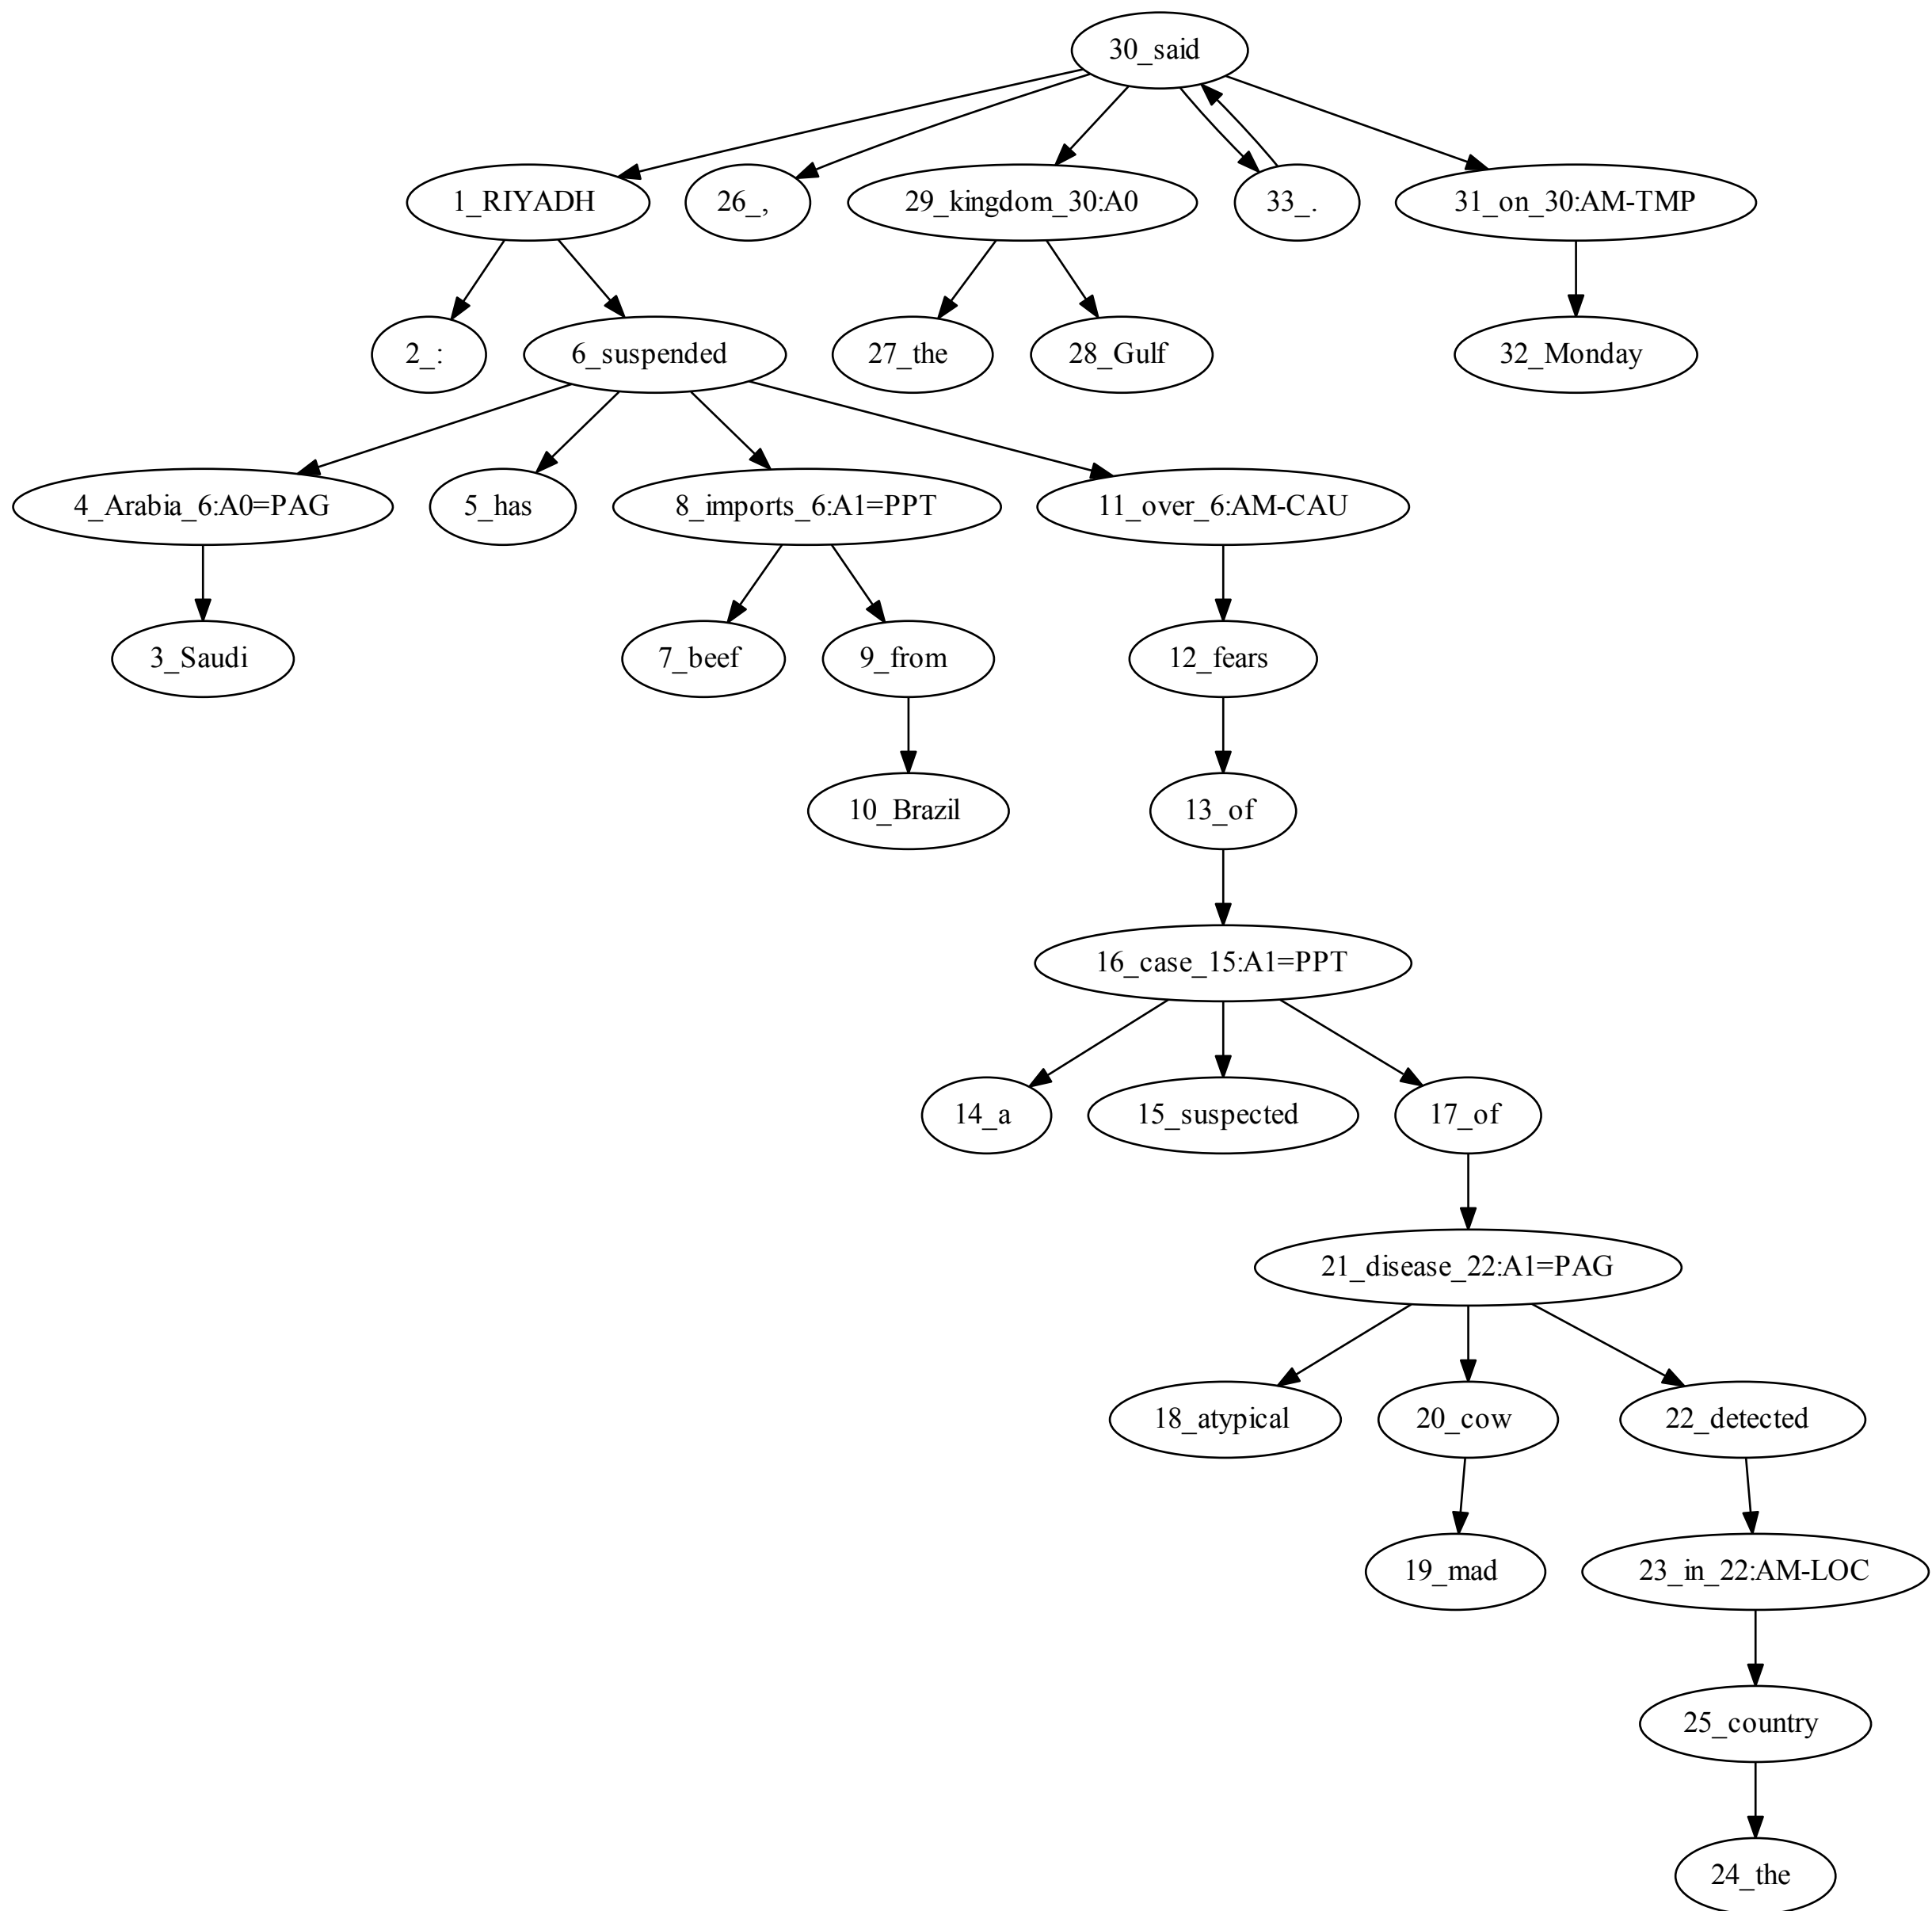 30_said
1_RIYADH
26_,
29_kingdom_30:A0
33_.
31_on_30:AM-TMP
2_:
6_suspended
27_the
28_Gulf
32_Monday
4_Arabia_6:A0=PAG
5_has
8_imports_6:A1=PPT
11_over_6:AM-CAU
3_Saudi
7_beef
9_from
12_fears
10_Brazil
13_of
16_case_15:A1=PPT
14_a
15_suspected
17_of
21_disease_22:A1=PAG
18_atypical
20_cow
22_detected
19_mad
23_in_22:AM-LOC
25_country
24_the